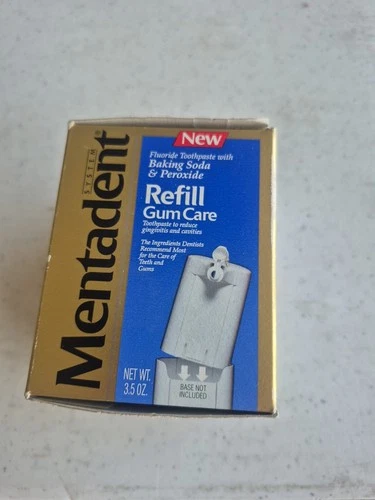 Mentadent®
SYSTEM
New
Fluoride Toothpaste with
Baking Soda
& Peroxide
Refill
Gum Care
Toothpaste to reduce
gingivitis and cavities
The Ingredients Dentists
Recommend Most
for the Care of
Teeth and
Gums
NET WT.
3.5 OZ.
BASE NOT
INCLUDED